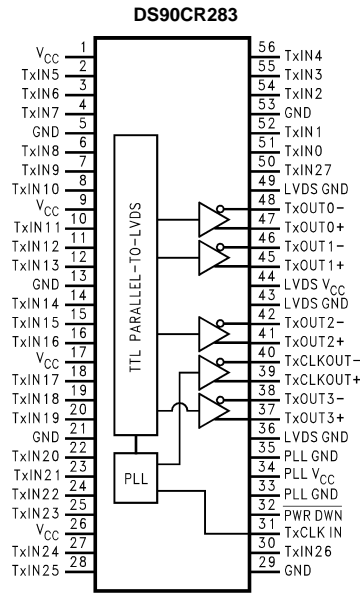 DS90CR283
VCC 1
TxIN5 2
TxIN6 3
TxIN7 4
GND 5
TxIN8 6
TxIN9 7
TxIN10 8
VCC 9
TxIN11 10
TxIN12 11
TxIN13 12
GND 13
TxIN14 14
TxIN15 15
TxIN16 16
VCC 17
TxIN17 18
TxIN18 19
TxIN19 20
GND 21
TxIN20 22
TxIN21 23
TxIN22 24
TxIN23 25
VCC 26
TxIN24 27
TxIN25 28
TTL PARALLEL-TO-LVDS
PLL
56 TxIN4
55 TxIN3
54 TxIN2
53 GND
52 TxIN1
51 TxIN0
50 TxIN27
49 LVDS GND
48 TxOUT0-
47 TxOUT0+
46 TxOUT1-
45 TxOUT1+
44 LVDS VCC
43 LVDS GND
42 TxOUT2-
41 TxOUT2+
40 TxCLKOUT-
39 TxCLKOUT+
38 TxOUT3-
37 TxOUT3+
36 LVDS GND
35 PLL GND
34 PLL VCC
33 PLL GND
32 PWR DWN
31 TxCLK IN
30 TxIN26
29 GND